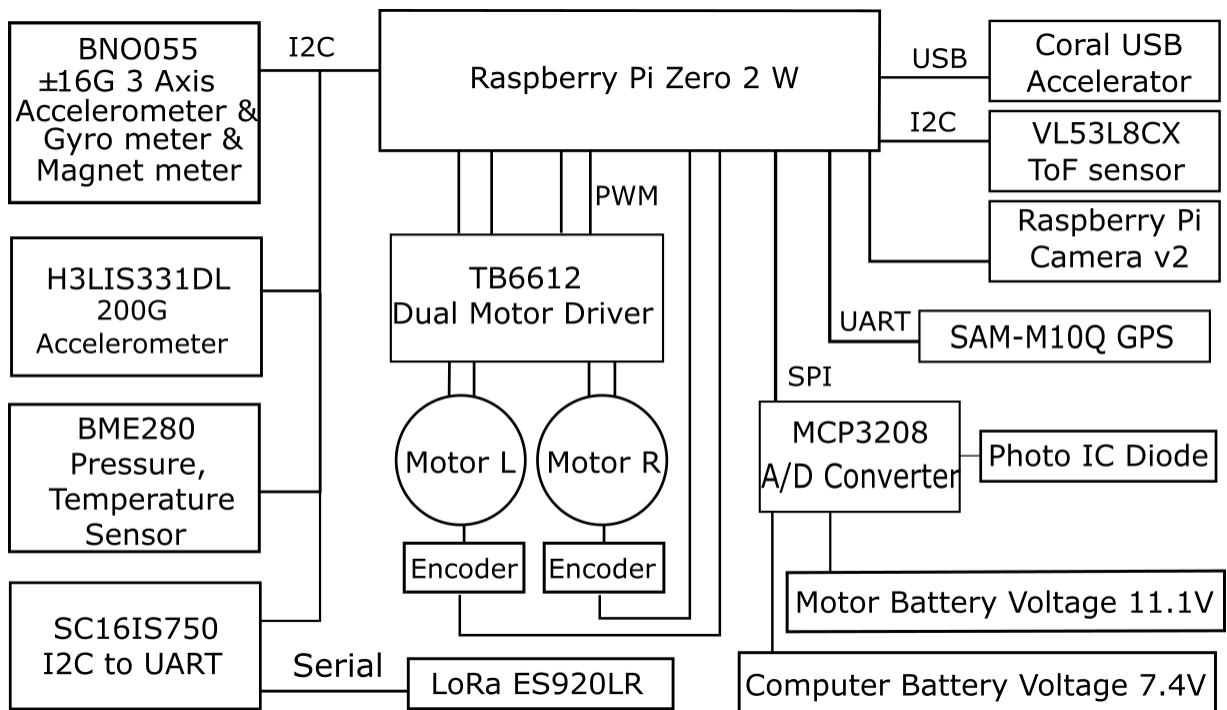 BNO055
±16G 3 Axis
Accelerometer &
Gyro meter &
Magnet meter
I2C
Raspberry Pi Zero 2 W
USB
Coral USB
Accelerator
I2C
VL53L8CX
ToF sensor
Raspberry Pi
Camera v2
PWM
H3LIS331DL
200G
Accelerometer
TB6612
Dual Motor Driver
UART
SAM-M10Q GPS
SPI
BME280
Pressure,
Temperature
Sensor
Motor L
Motor R
MCP3208
A/D Converter
Photo IC Diode
Encoder
Encoder
Motor Battery Voltage 11.1V
SC16IS750
I2C to UART
Serial
LoRa ES920LR
Computer Battery Voltage 7.4V